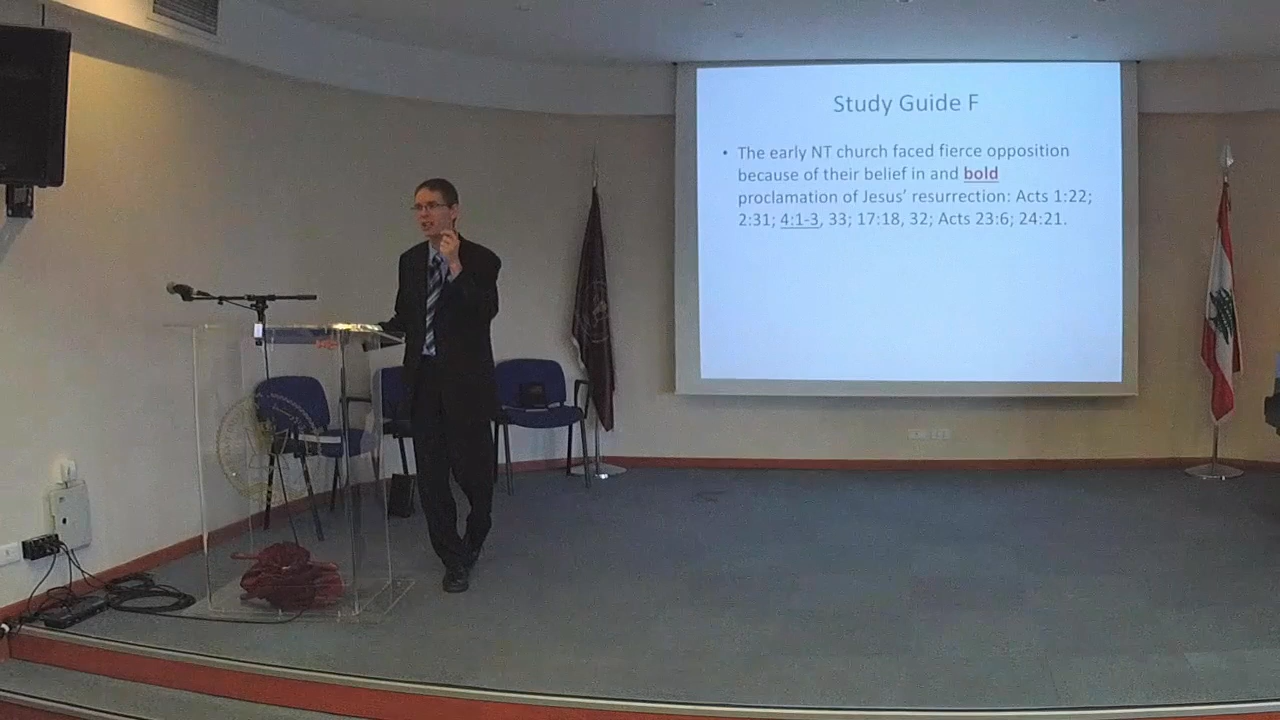 Study Guide F
• The early NT church faced fierce opposition
because of their belief in and bold
proclamation of Jesus’ resurrection: Acts 1:22;
2:31; 4:1-3, 33; 17:18, 32; Acts 23:6; 24:21.